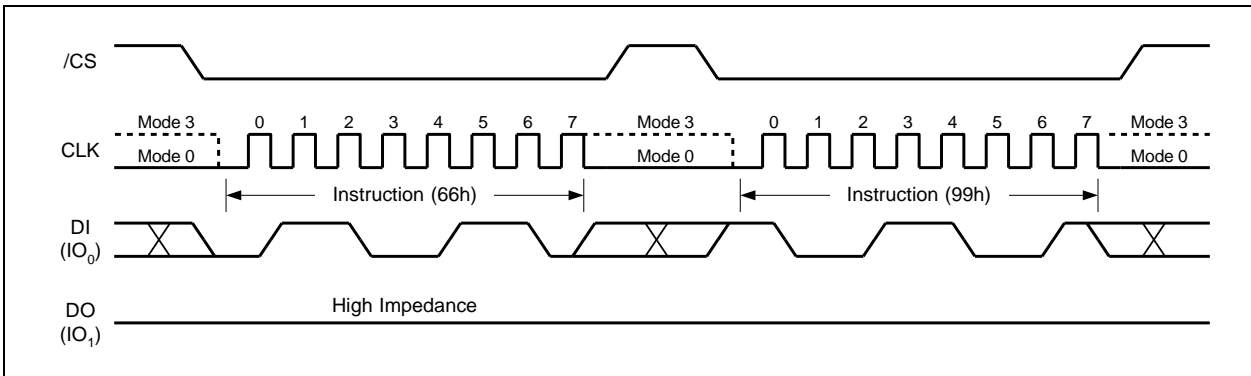 /CS
Mode 3 0 1 2 3 4 5 6 7 Mode 3 0 1 2 3 4 5 6 7 Mode 3
CLK
Mode 0 Mode 0 Mode 0
Instruction (66h) Instruction (99h)
DI
(IO0)
High Impedance
DO
(IO1)